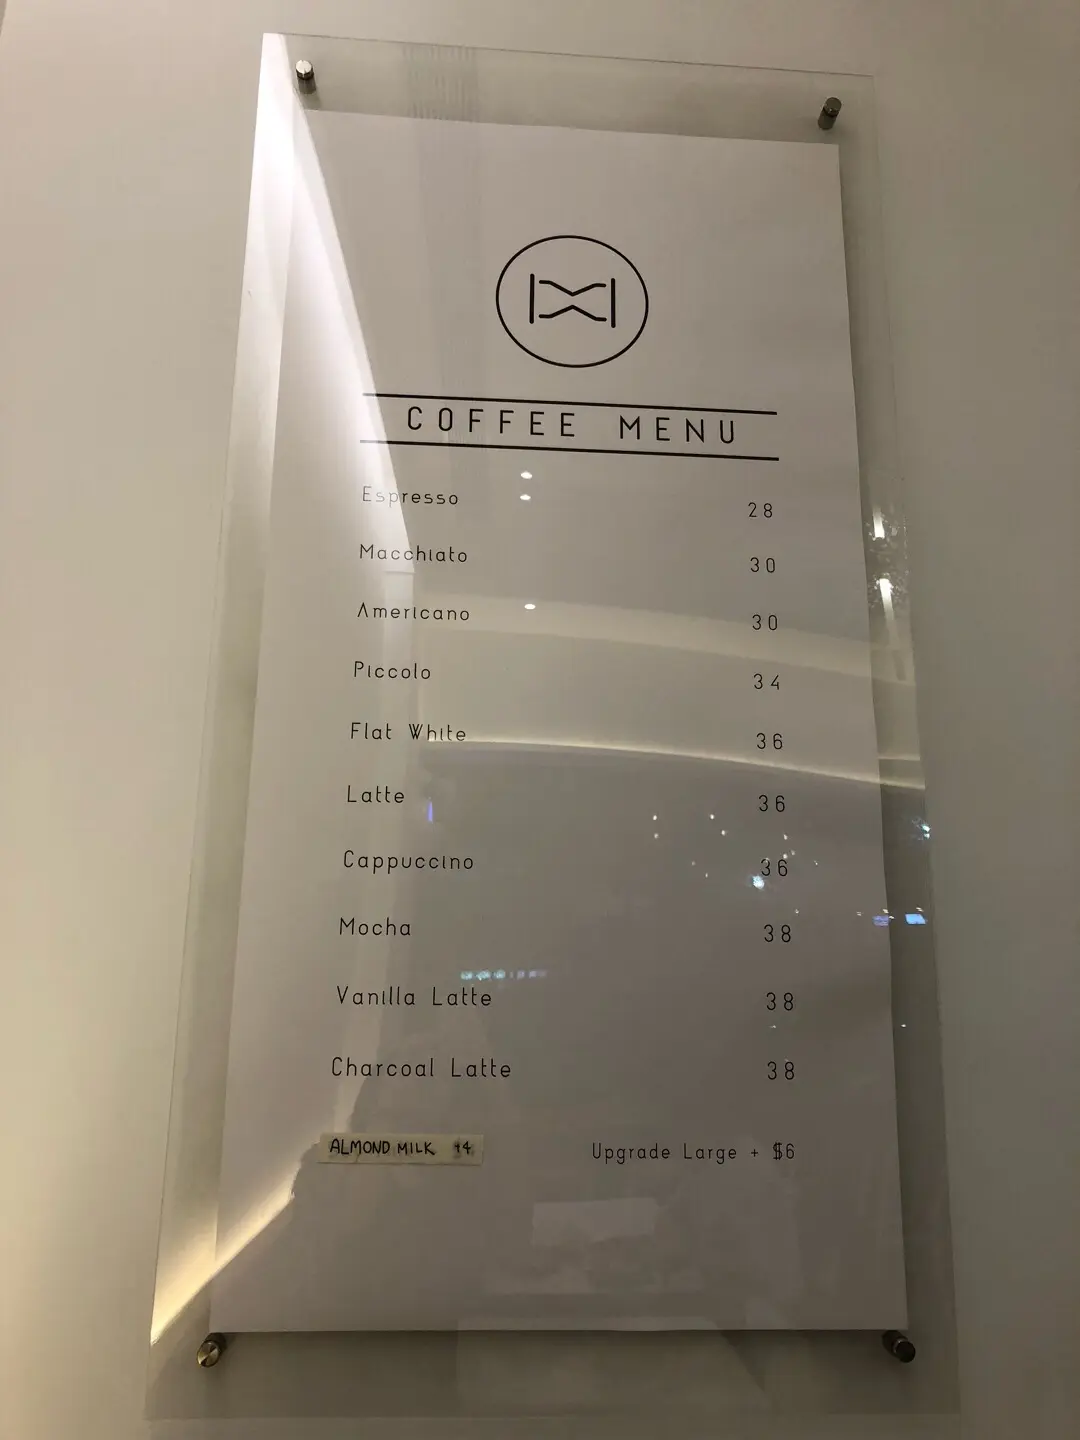 COFFEE MENU
Espresso 28
Macchiato 30
Americano 30
Piccolo 34
Flat White 36
Latte 36
Cappuccino 36
Mocha 38
Vanilla Latte 38
Charcoal Latte 38
ALMOND MILK
Upgrade Large + $6